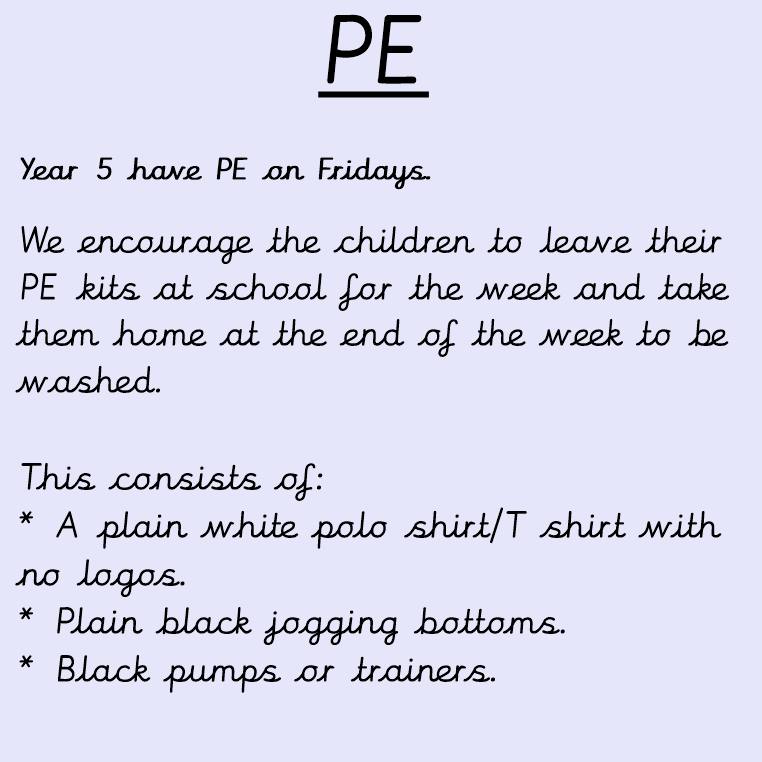 PE
Year 5 have PE on Fridays.
We encourage the children to leave their
PE kits at school for the week and take
them home at the end of the week to be
washed.
This consists of:
* A plain white polo shirt/T shirt with
no logos.
* Plain black jogging bottoms.
* Black pumps or trainers.